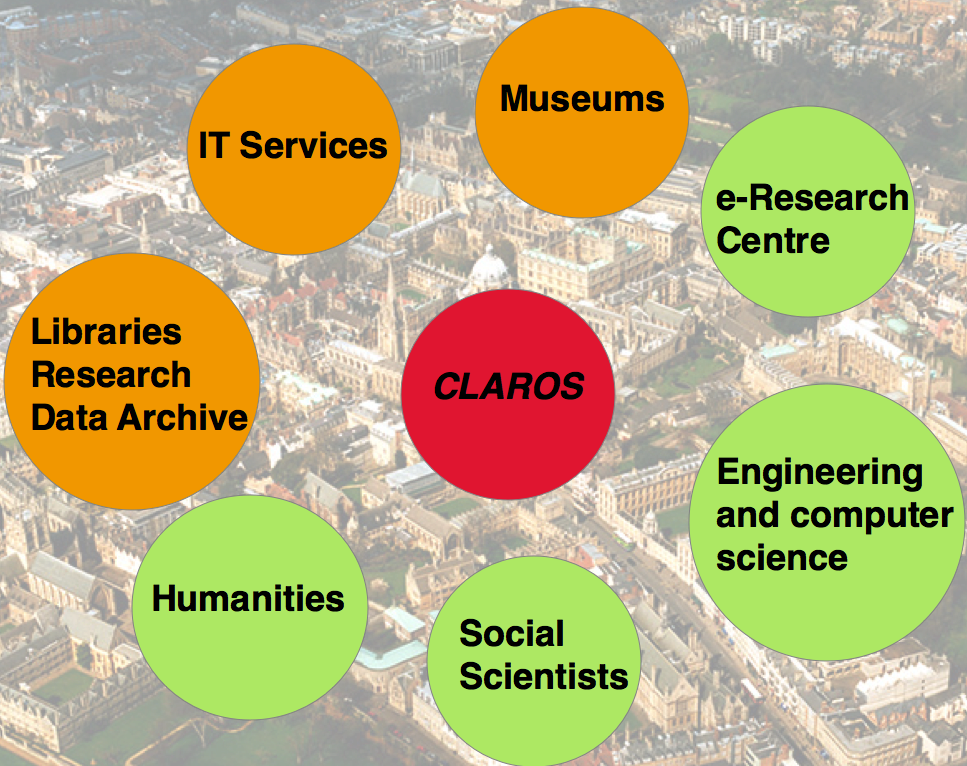 Museums
IT Services
e-Research
Centre
Libraries
Research
Data Archive
CLAROS
Engineering
and computer
science
Humanities
Social
Scientists